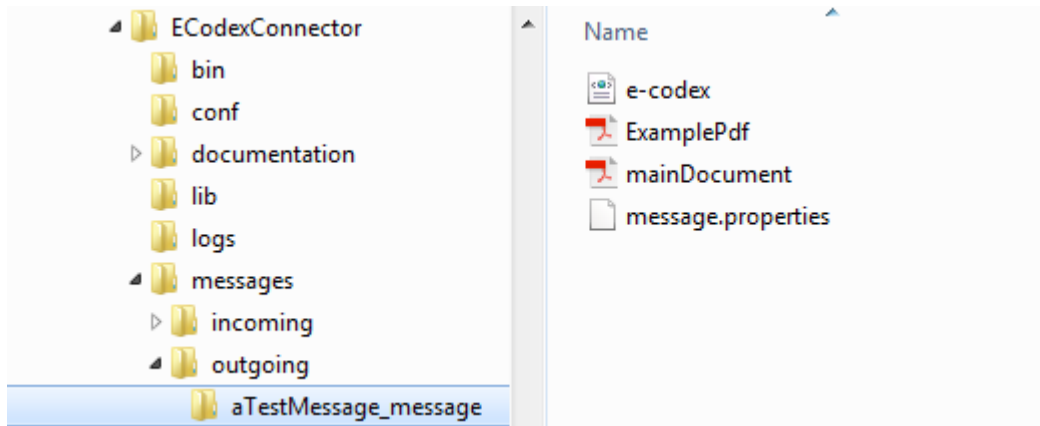 ECodexConnector
bin
conf
documentation
lib
logs
messages
incoming
outgoing
aTestMessage_message
Name
e-codex
ExamplePdf
mainDocument
message.properties